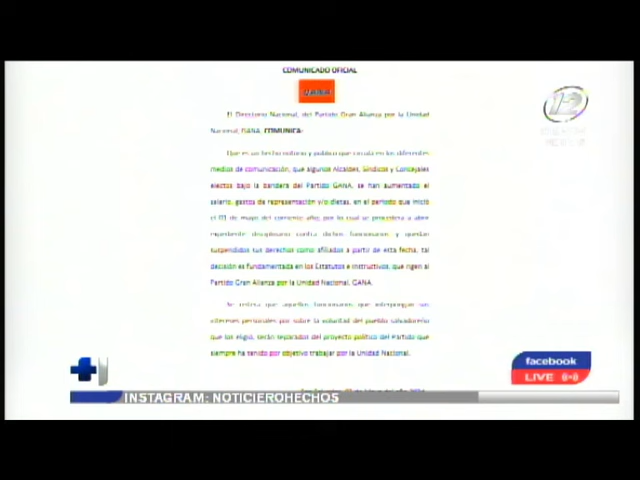 COMUNICADO OFICIAL
GANA
El Directorio Nacional, del Partido Gran Alianza por la Unidad
Nacional, GANA, COMUNICA:
Que es un hecho notorio y publico que circula en los diferentes
medios de comunicación, que algunos Alcaldes, Síndicos y Concejales
electos bajo la bandera del Partido GANA, se han aumentado el
salario, gastos de representación y/o dietas, en el periodo que inició
el 01 de mayo del corriente año; por lo cual se procederá a abrir
expediente disciplinario contra dichos funcionarios y quedan
suspendidos sus derechos como afiliados a partir de esta fecha, tal
decisión es fundamentada en los Estatutos e instructivos, que rigen al
Partido Gran Alianza por la Unidad Nacional, GANA.
Se reitera que aquellos funcionarios que interpongan sus
intereses personales por sobre la voluntad del pueblo salvadoreño
que los eligió, serán separados del proyecto político del Partido que
siempre ha tenido por objetivo trabajar por la Unidad Nacional.
12
facebook
LIVE
INSTAGRAM: NOTICIEROHECHOS